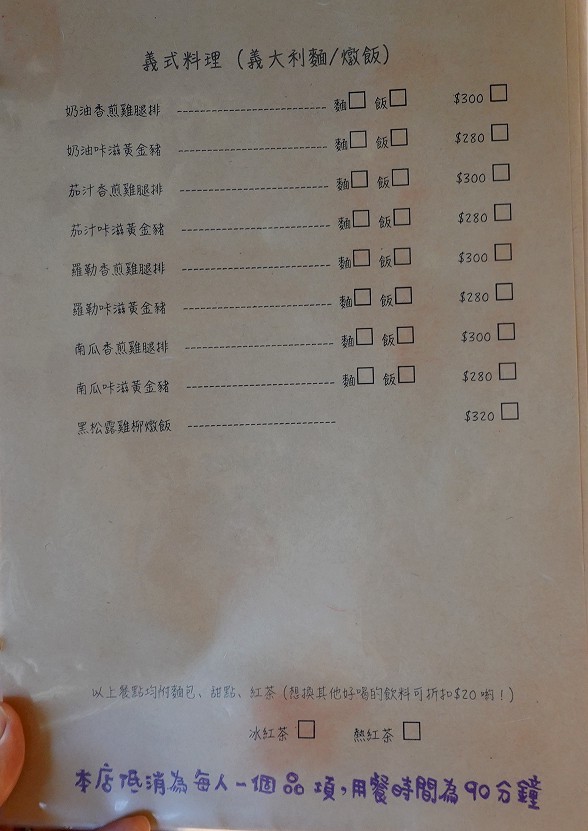 義式料理(義大利麵/燉飯)
奶油香煎雞腿排 麵□ 飯□ $300 □
奶油咔滋黃金豬 麵□ 飯□ $280 □
茄汁香煎雞腿排 麵□ 飯□ $300 □
茄汁咔滋黃金豬 麵□ 飯□ $280 □
羅勒香煎雞腿排 麵□ 飯□ $300 □
羅勒咔滋黃金豬 麵□ 飯□ $280 □
南瓜香煎雞腿排 麵□ 飯□ $300 □
南瓜咔滋黃金豬 麵□ 飯□ $280 □
黑松露雞柳燉飯 $320 □
以上餐點均附麵包、甜點、紅茶(想換其他好喝的飲料可折扣$20喲!)
冰紅茶 □ 熱紅茶 □
本店低消為每人一個品項,用餐時間為90分鐘